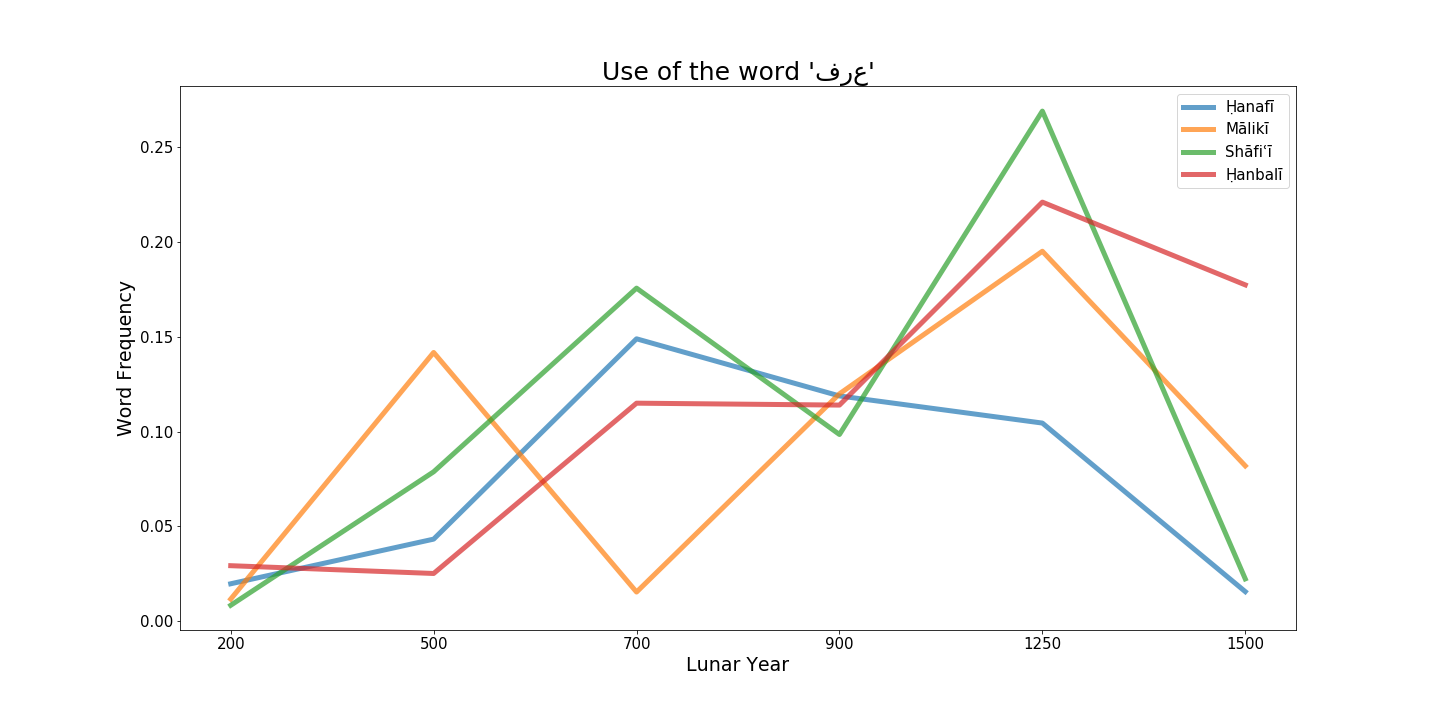 Use of the word 'عرف'
Ḥanafī
Mālikī
Shāfiʿī
Ḥanbalī
0.25
0.20
0.15
0.10
0.05
0.00
Word Frequency
200 500 700 900 1250 1500
Lunar Year